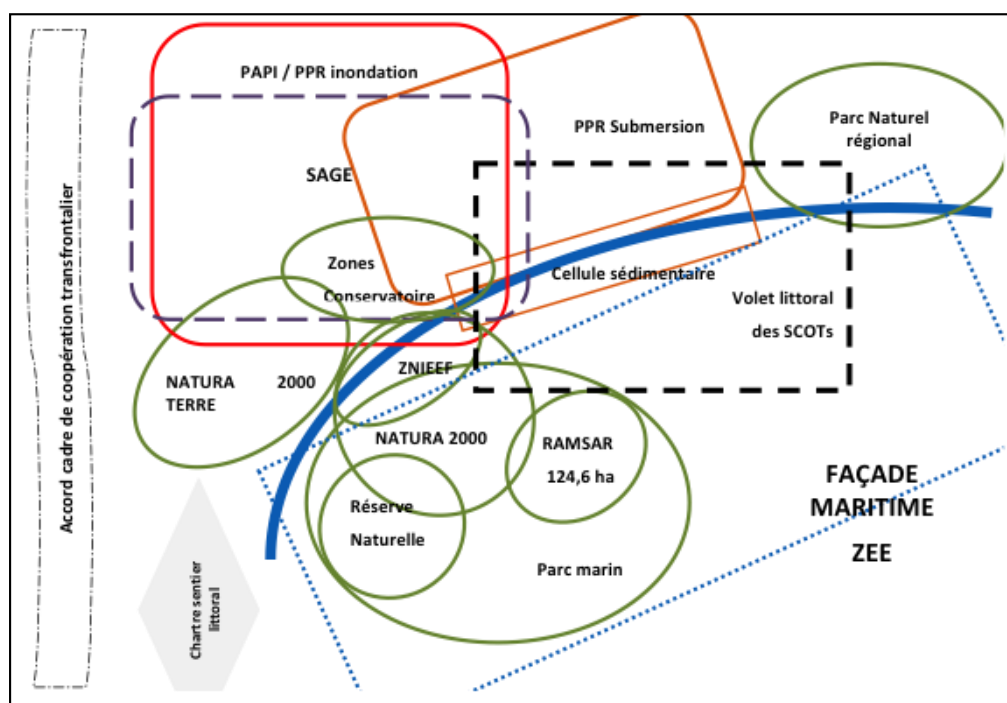 PAPI / PPR inondation
PPR Submersion
Parc Naturel
régional
SAGE
Zones
Conservatoire
Cellule sédimentaire
Volet littoral
des SCOTs
NATURA 2000
TERRE
ZNIEEF
NATURA 2000
RAMSAR
124,6 ha
Réserve
Naturelle
Parc marin
FAÇADE
MARITIME
ZEE
Accord cadre de coopération transfrontalier
Chartre sentier
littoral